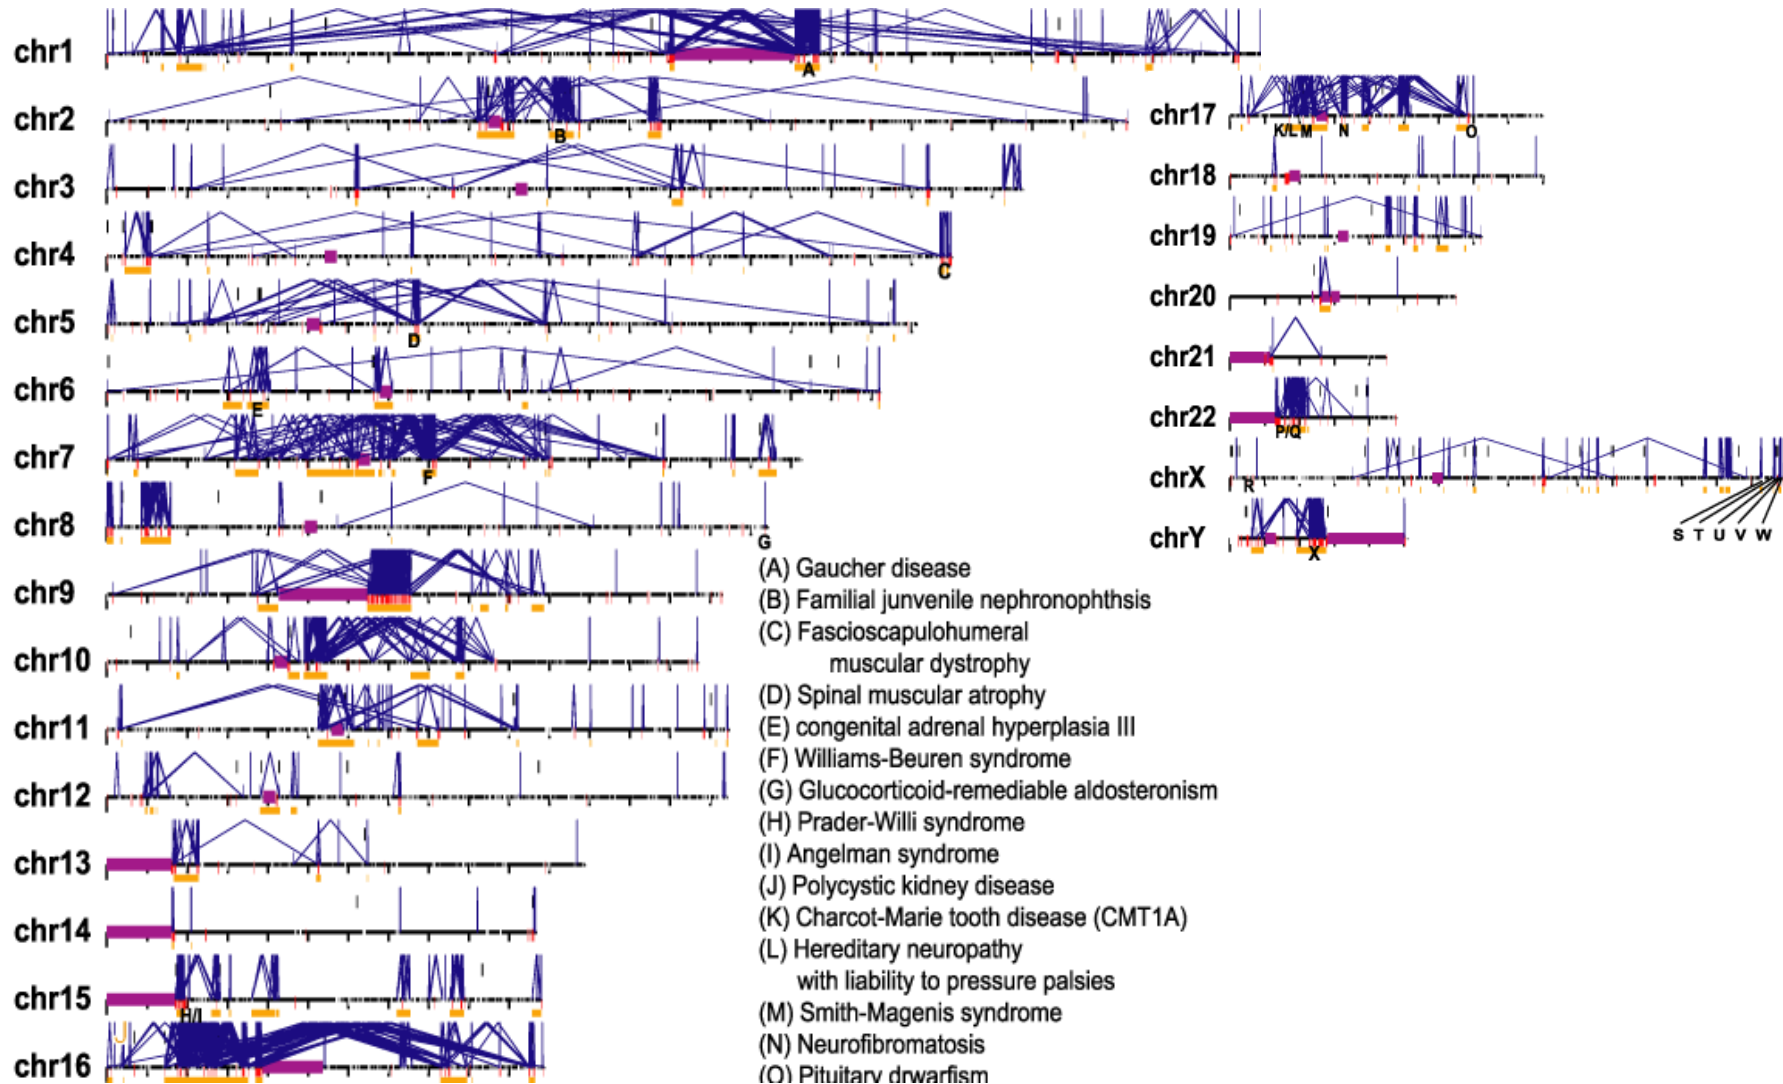 chr1
A
chr2
B
chr3
chr4
C
chr5
D
chr6
E
chr7
F
chr8
G
chr9
chr10
chr11
chr12
chr13
chr14
chr15
H/I
J
chr16
chr17
K/L M N O
chr18
chr19
chr20
chr21
chr22
P/Q
chrX
R
S T U V W
chrY
X
(A) Gaucher disease
(B) Familial junvenile nephronophthsis
(C) Fascioscapulohumeral
muscular dystrophy
(D) Spinal muscular atrophy
(E) congenital adrenal hyperplasia III
(F) Williams-Beuren syndrome
(G) Glucocorticoid-remediable aldosteronism
(H) Prader-Willi syndrome
(I) Angelman syndrome
(J) Polycystic kidney disease
(K) Charcot-Marie tooth disease (CMT1A)
(L) Hereditary neuropathy
with liability to pressure palsies
(M) Smith-Magenis syndrome
(N) Neurofibromatosis
(O) Pituitary drwarfism